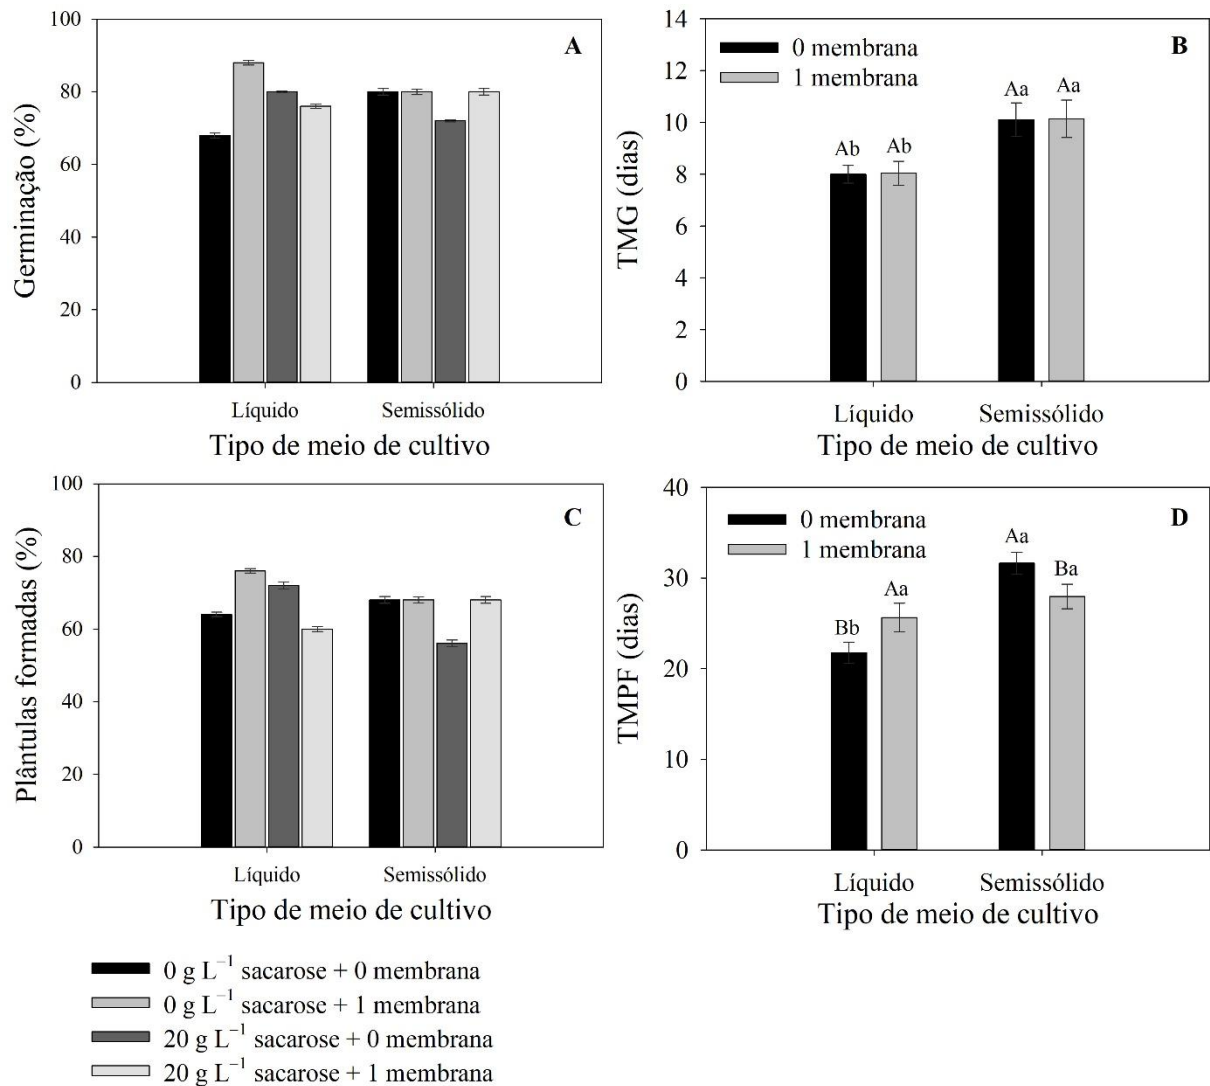 A
Germinação (%)
100
80
60
40
20
0
Líquido Semissólido
Tipo de meio de cultivo
B
0 membrana
1 membrana
TMG (dias)
14
12
10
8
6
4
2
0
Ab Ab Aa Aa
Líquido Semissólido
Tipo de meio de cultivo
C
Plântulas formadas (%)
100
80
60
40
20
0
Líquido Semissólido
Tipo de meio de cultivo
D
0 membrana
1 membrana
TMPF (dias)
40
30
20
10
0
Bb Aa Aa Ba
Líquido Semissólido
Tipo de meio de cultivo
0 g L⁻¹ sacarose + 0 membrana
0 g L⁻¹ sacarose + 1 membrana
20 g L⁻¹ sacarose + 0 membrana
20 g L⁻¹ sacarose + 1 membrana